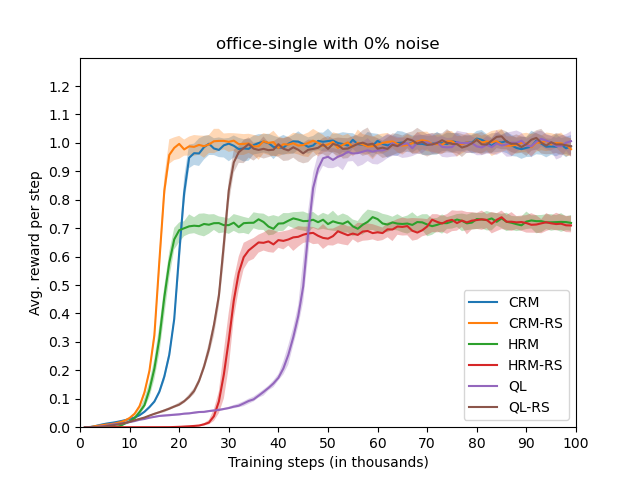 office-single with 0% noise
Avg. reward per step
1.2
1.1
1.0
0.9
0.8
0.7
0.6
0.5
0.4
0.3
0.2
0.1
0.0
CRM
CRM-RS
HRM
HRM-RS
QL
QL-RS
0 10 20 30 40 50 60 70 80 90 100
Training steps (in thousands)